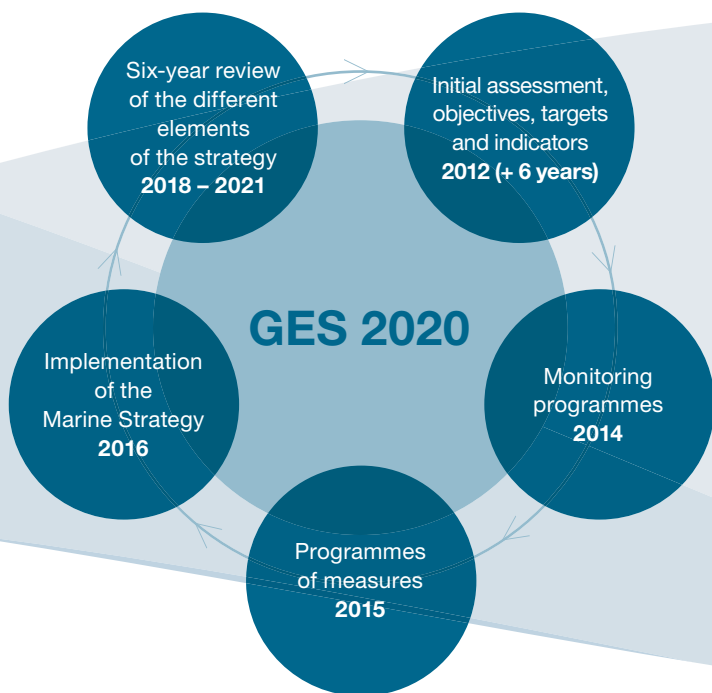 Six-year review
of the different
elements
of the strategy
2018 – 2021
Initial assessment,
objectives, targets
and indicators
2012 (+ 6 years)
GES 2020
Implementation
of the
Marine Strategy
2016
Monitoring
programmes
2014
Programmes
of measures
2015